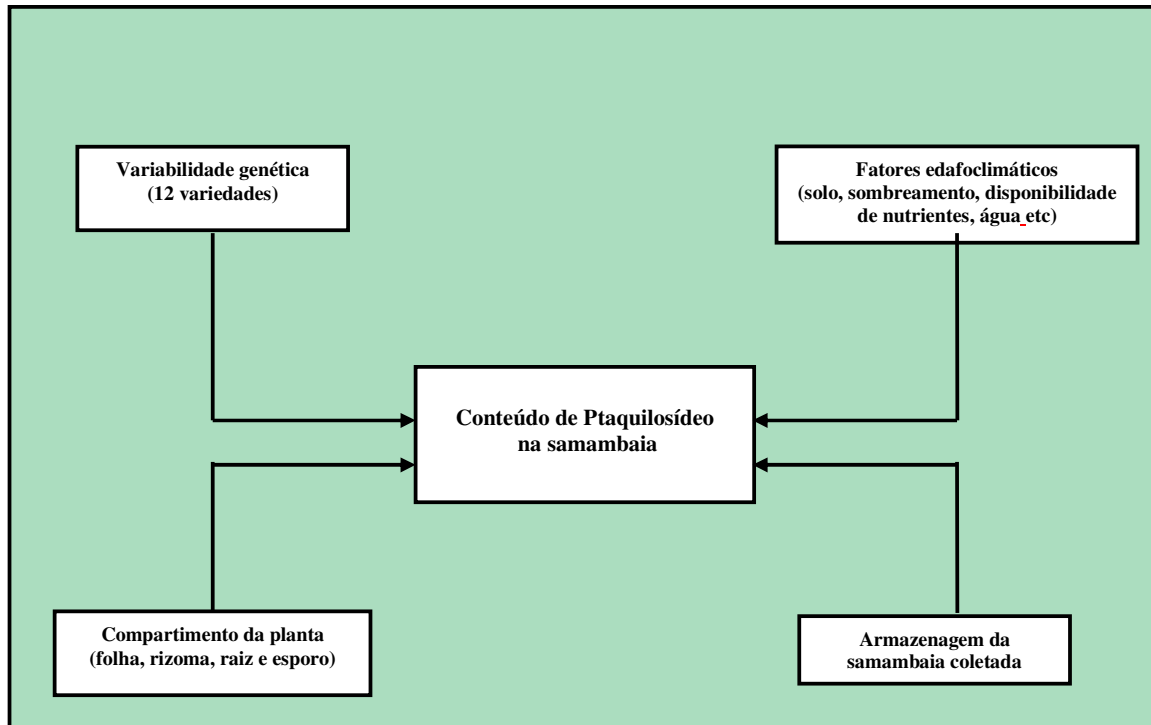 Variabilidade genética
(12 variedades)
Fatores edafoclimáticos
(solo, sombreamento, disponibilidade
de nutrientes, água etc)
Conteúdo de Ptaquilosídeo
na samambaia
Compartimento da planta
(folha, rizoma, raiz e esporo)
Armazenagem da
samambaia coletada